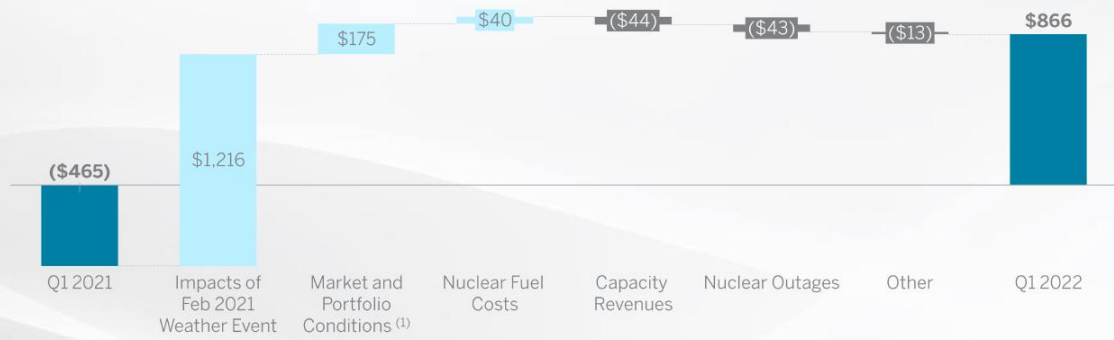 $40
($44)
$866
$175
($43)
($13)
$1,216
($465)
Q1 2021
Impacts of
Feb 2021
Weather Event
Market and
Portfolio
Conditions (1)
Nuclear Fuel
Costs
Capacity
Revenues
Nuclear Outages
Other
Q1 2022